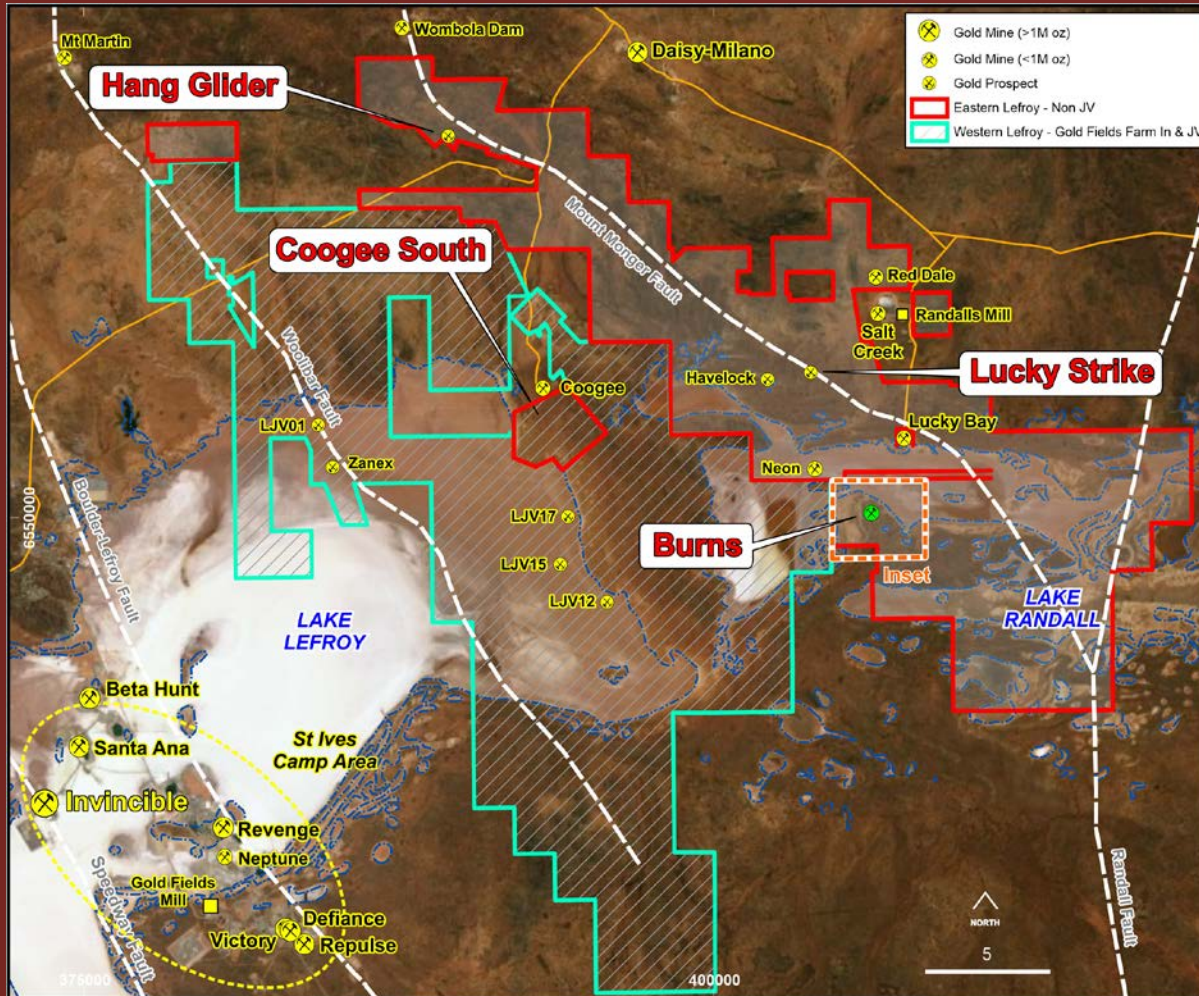 Mt Martin
Wombola Dam
Daisy-Milano
Gold Mine (>1M oz)
Gold Mine (<1M oz)
Gold Prospect
Eastern Lefroy - Non JV
Western Lefroy - Gold Fields Farm In & JV
Hang Glider
Mount Monger Fault
Coogee South
Red Dale
Randalls Mill
Salt
Creek
Woolibar Fault
Coogee
Havelock
Lucky Strike
LJV01
Lucky Bay
Zanex
Neon
6550000
Boulder-Lefroy Fault
LJV17
Burns
LJV15
Inset
LJV12
LAKE
LEFROY
LAKE
RANDALL
Beta Hunt
St Ives
Camp Area
Santa Ana
Invincible
Revenge
Neptune
Speedway Fault
Gold Fields
Mill
Randall Fault
Defiance
Victory
Repulse
NORTH
5
375000
400000